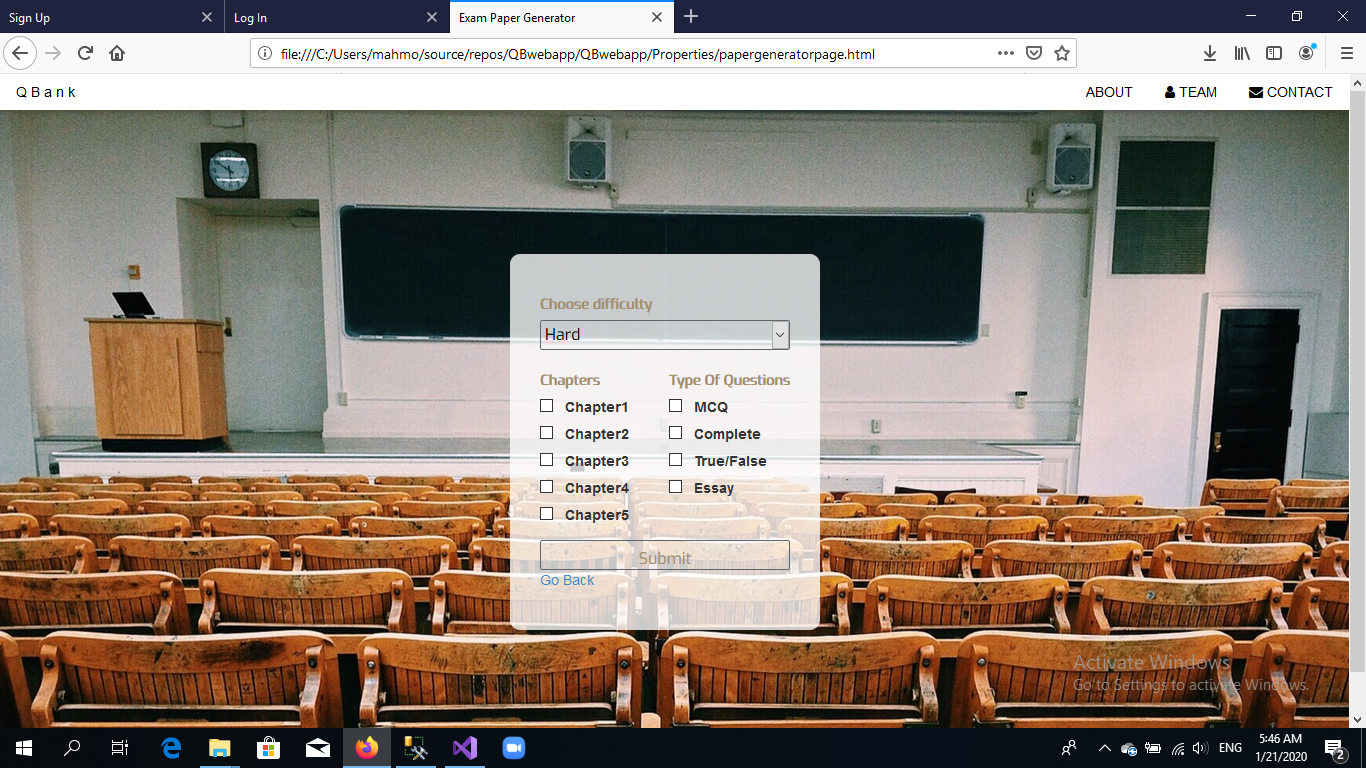 Sign Up
Log In
Exam Paper Generator
file:///C:/Users/mahmo/source/repos/QBwebapp/QBwebapp/Properties/papergeneratorpage.html
Q B a n k
ABOUT
TEAM
CONTACT
Choose difficulty
Hard
Chapters
Type Of Questions
Chapter1
MCQ
Chapter2
Complete
Chapter3
True/False
Chapter4
Essay
Chapter5
Submit
Go Back
Activate Windows
Go to Settings to activate Windows.
ENG
5:46 AM
1/21/2020
2